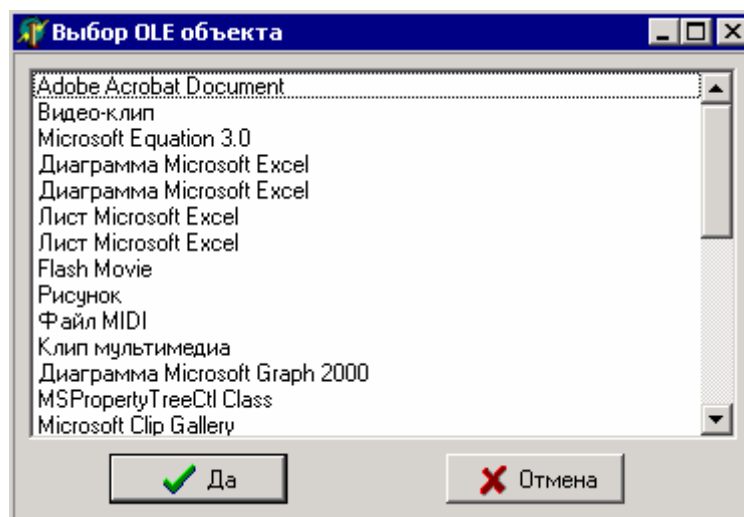 Выбор OLE объекта
Adobe Acrobat Document
Видео-клип
Microsoft Equation 3.0
Диаграмма Microsoft Excel
Диаграмма Microsoft Excel
Лист Microsoft Excel
Лист Microsoft Excel
Flash Movie
Рисунок
Файл MIDI
Клип мультимедиа
Диаграмма Microsoft Graph 2000
MSPropertyTreeCtl Class
Microsoft Clip Gallery
Да Отмена